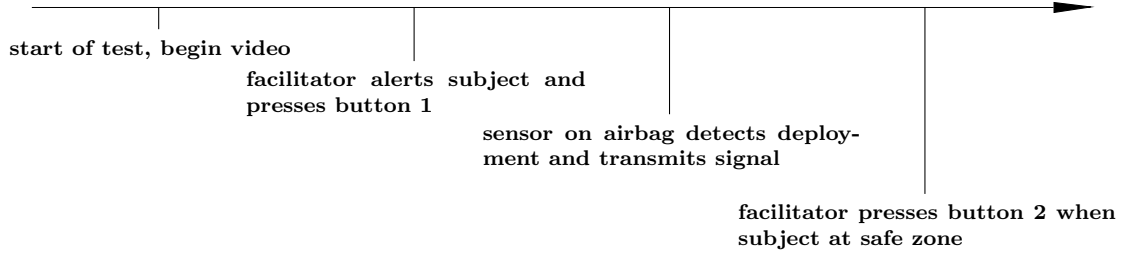 start of test, begin video
facilitator alerts subject and
presses button 1
sensor on airbag detects deploy-
ment and transmits signal
facilitator presses button 2 when
subject at safe zone